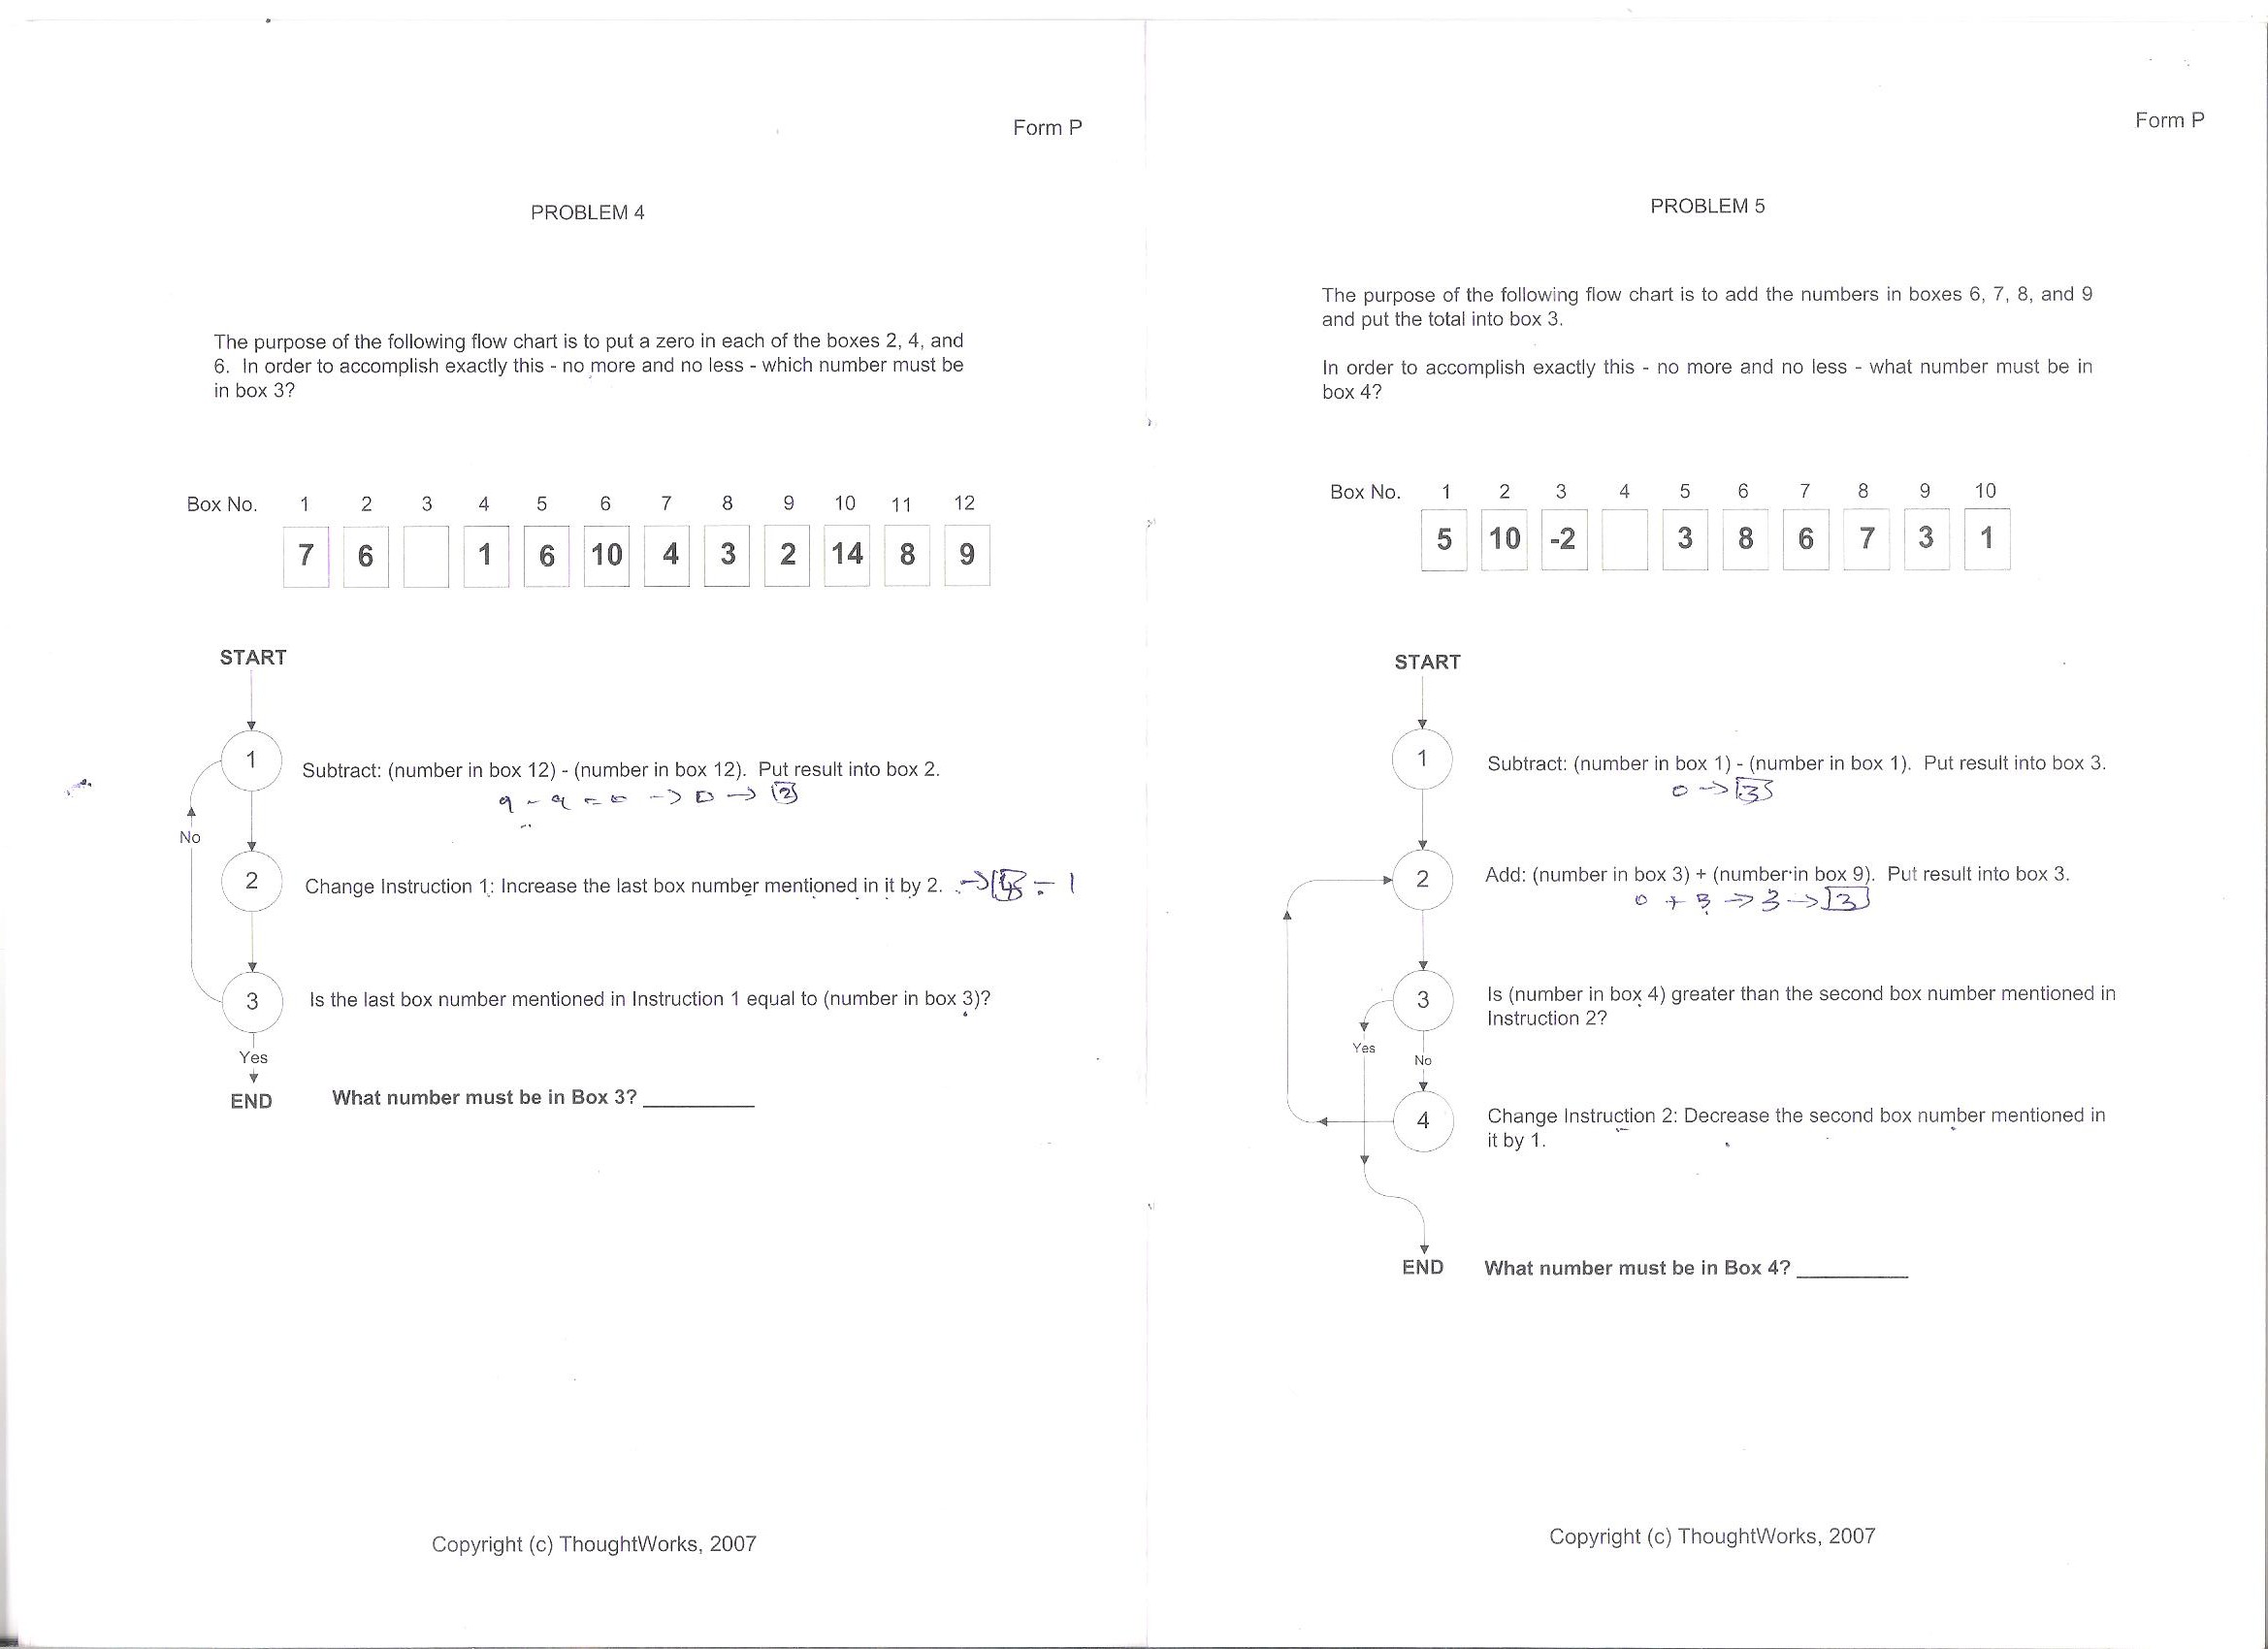 Form P
PROBLEM 4
The purpose of the following flow chart is to put a zero in each of the boxes 2, 4, and
6. In order to accomplish exactly this - no more and no less - which number must be
in box 3?
Box No. 1 2 3 4 5 6 7 8 9 10 11 12
7 6 1 6 10 4 3 2 14 8 9
START
1 Subtract: (number in box 12) - (number in box 12). Put result into box 2.
9 - 9 = 0 -> 0 -> 2
No
2 Change Instruction 1: Increase the last box number mentioned in it by 2. -> = 1
3 Is the last box number mentioned in Instruction 1 equal to (number in box 3)?
Yes
END What number must be in Box 3? __________
Copyright (c) ThoughtWorks, 2007
Form P
PROBLEM 5
The purpose of the following flow chart is to add the numbers in boxes 6, 7, 8, and 9
and put the total into box 3.
In order to accomplish exactly this - no more and no less - what number must be in
box 4?
Box No. 1 2 3 4 5 6 7 8 9 10
5 10 -2 3 8 6 7 3 1
START
1 Subtract: (number in box 1) - (number in box 1). Put result into box 3.
0 -> 3
2 Add: (number in box 3) + (number in box 9). Put result into box 3.
0 + 3 -> 3 -> 3
3 Is (number in box 4) greater than the second box number mentioned in
Instruction 2?
Yes
No
4 Change Instruction 2: Decrease the second box number mentioned in
it by 1.
END What number must be in Box 4? __________
Copyright (c) ThoughtWorks, 2007